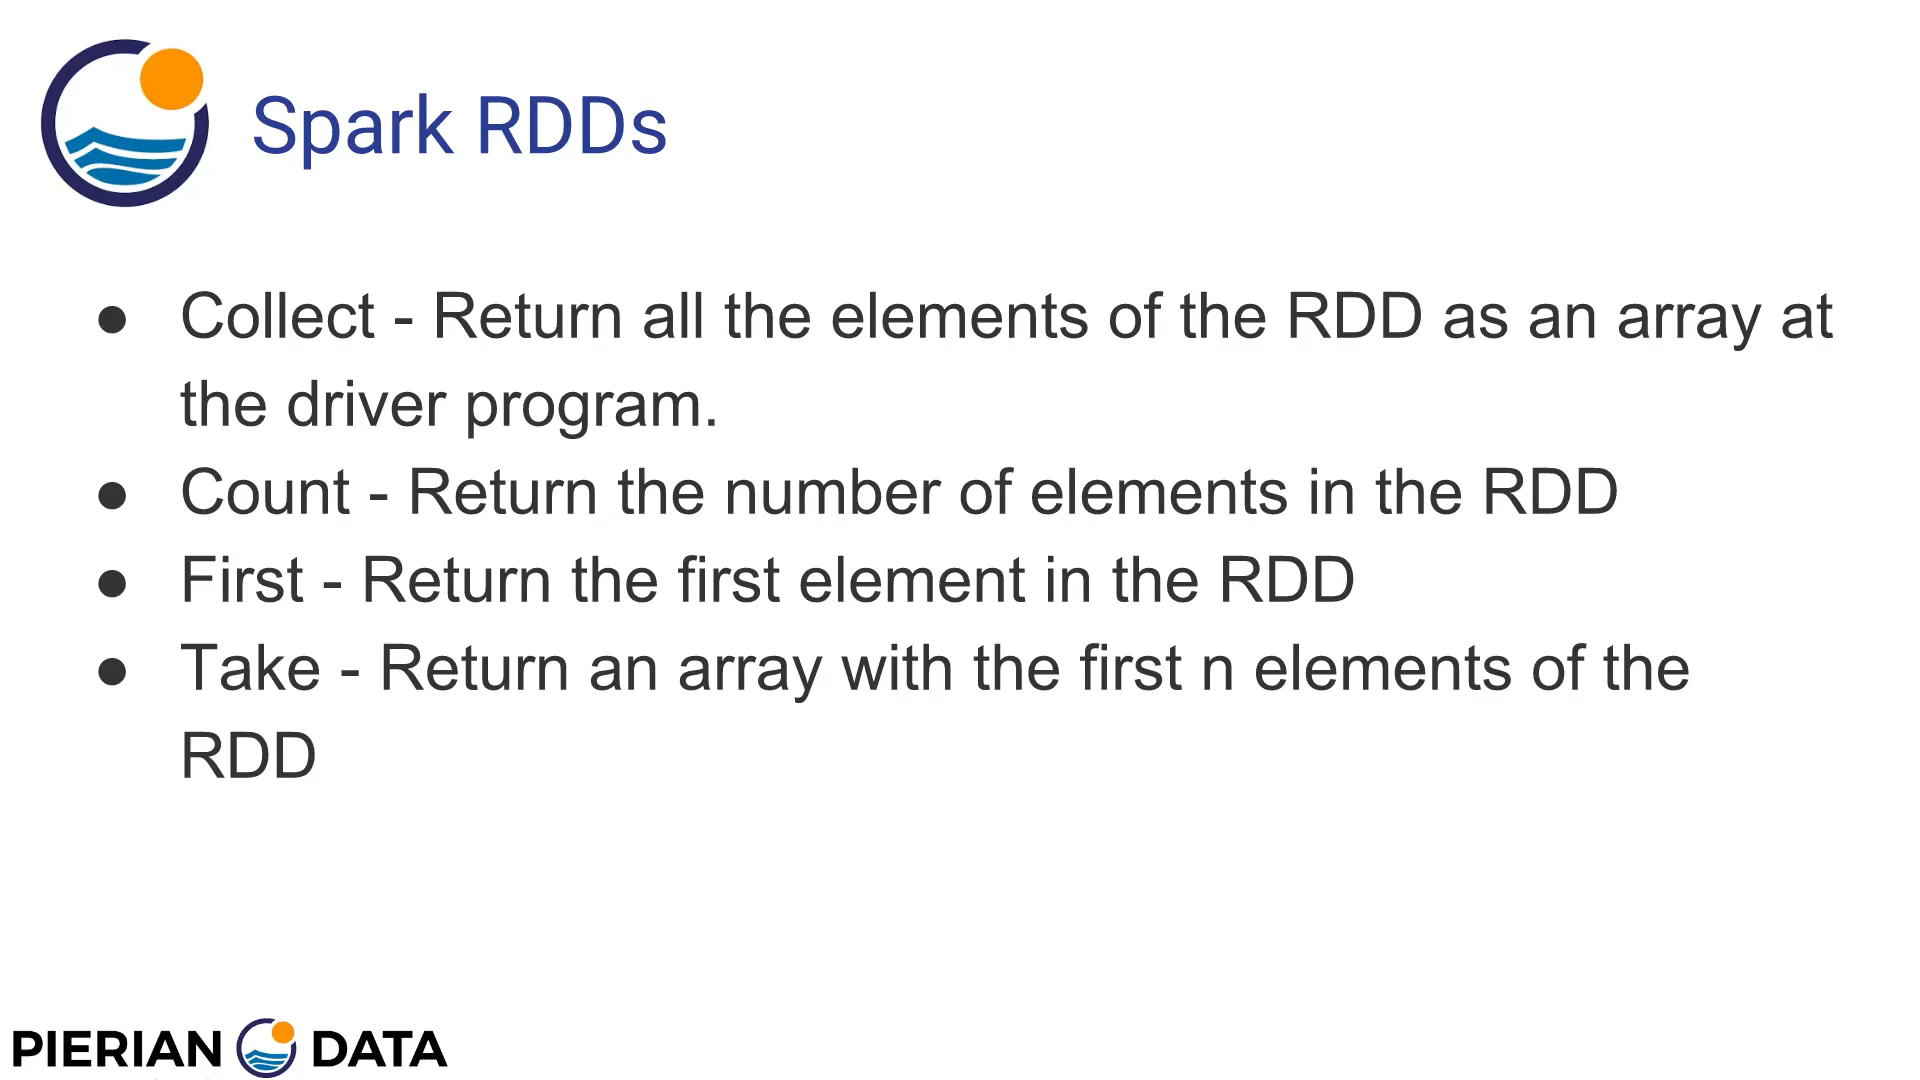 Spark RDDs
● Collect - Return all the elements of the RDD as an array at
the driver program.
● Count - Return the number of elements in the RDD
● First - Return the first element in the RDD
● Take - Return an array with the first n elements of the
RDD
PIERIAN DATA